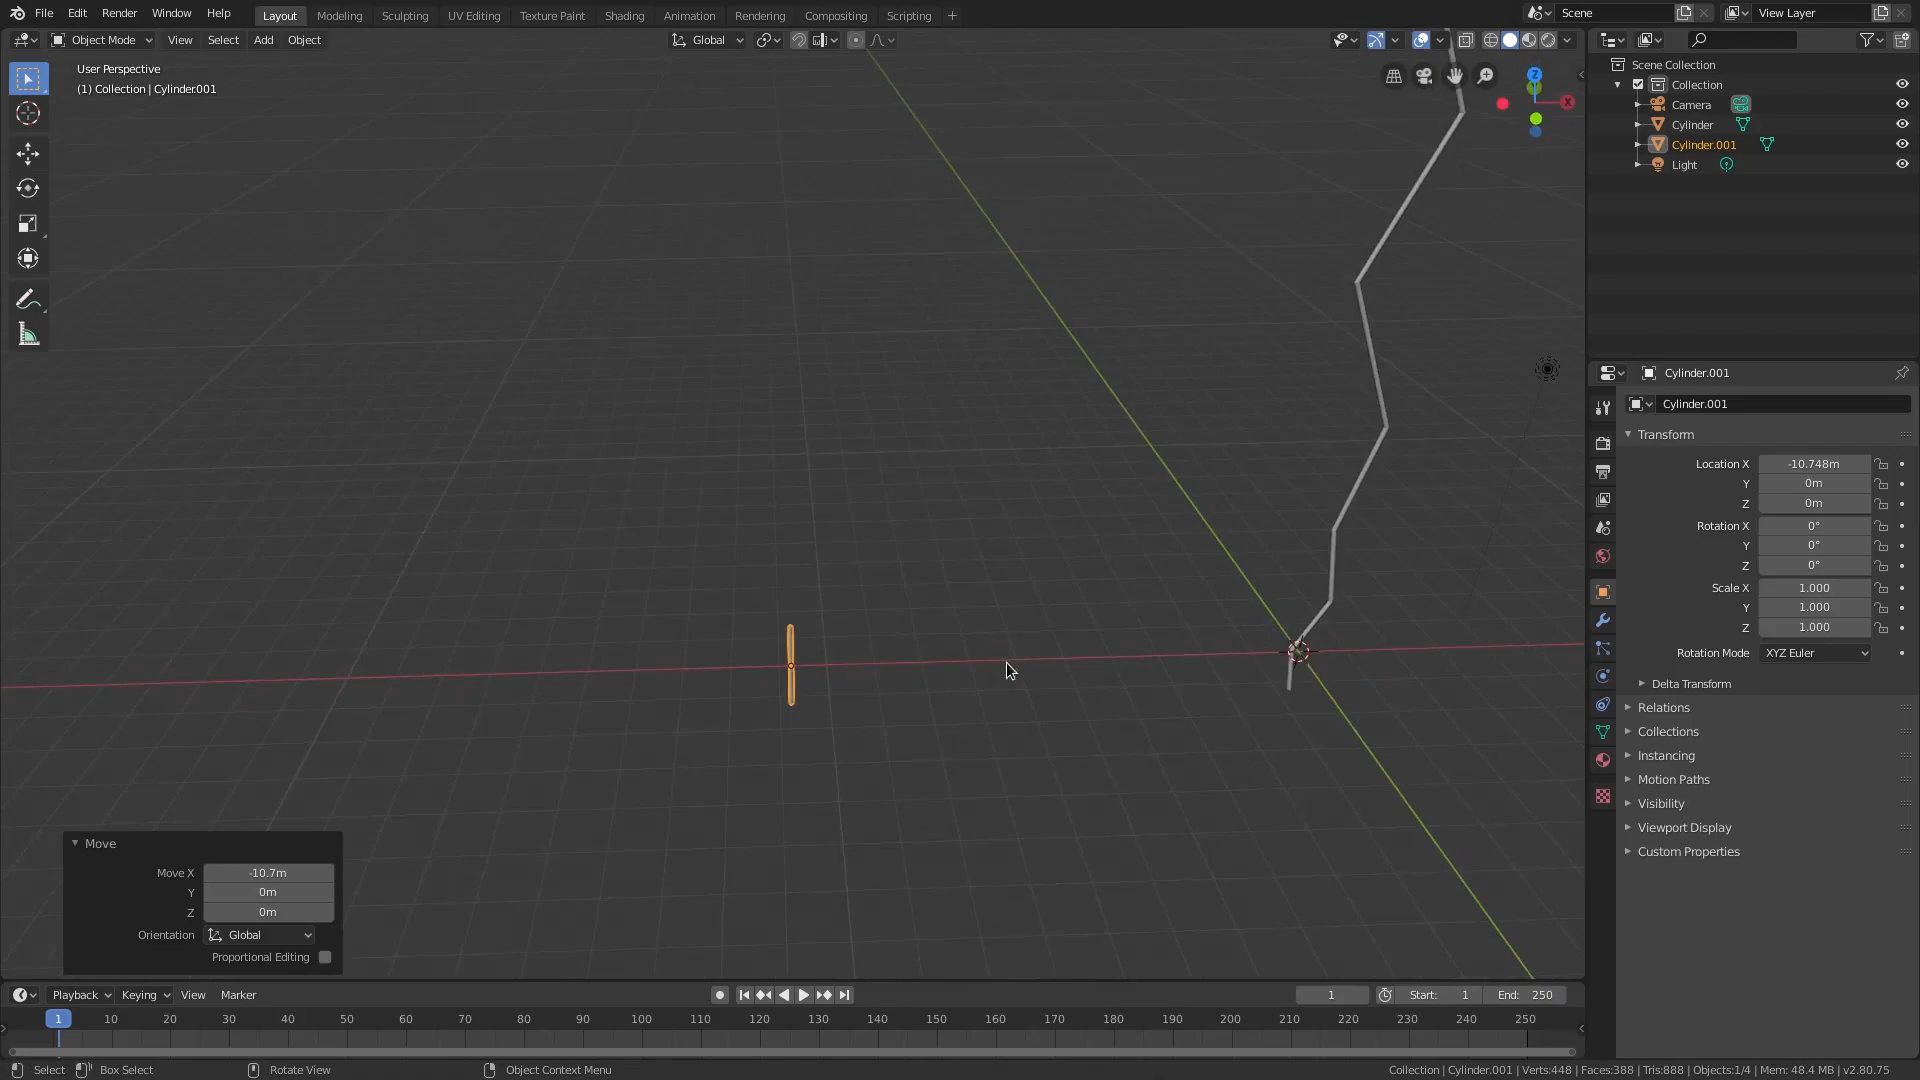 File Edit Render Window Help Layout Modeling Sculpting UV Editing Texture Paint Shading Animation Rendering Compositing Scripting + Scene View Layer
Object Mode View Select Add Object Global
User Perspective
(1) Collection | Cylinder.001
Z
X
Scene Collection
Collection
Camera
Cylinder
Cylinder.001
Light
Cylinder.001
Cylinder.001
Transform
Location X -10.748m
Y 0m
Z 0m
Rotation X 0°
Y 0°
Z 0°
Scale X 1.000
Y 1.000
Z 1.000
Rotation Mode XYZ Euler
Delta Transform
Relations
Collections
Instancing
Motion Paths
Visibility
Viewport Display
Custom Properties
Move
Move X -10.7m
Y 0m
Z 0m
Orientation Global
Proportional Editing
Playback Keying View Marker 1 Start: 1 End: 250
1 10 20 30 40 50 60 70 80 90 100 110 120 130 140 150 160 170 180 190 200 210 220 230 240 250
Select Box Select Rotate View Object Context Menu Collection | Cylinder.001 | Verts:448 | Faces:388 | Tris:888 | Objects:1/4 | Mem: 48.4 MB | v2.80.75